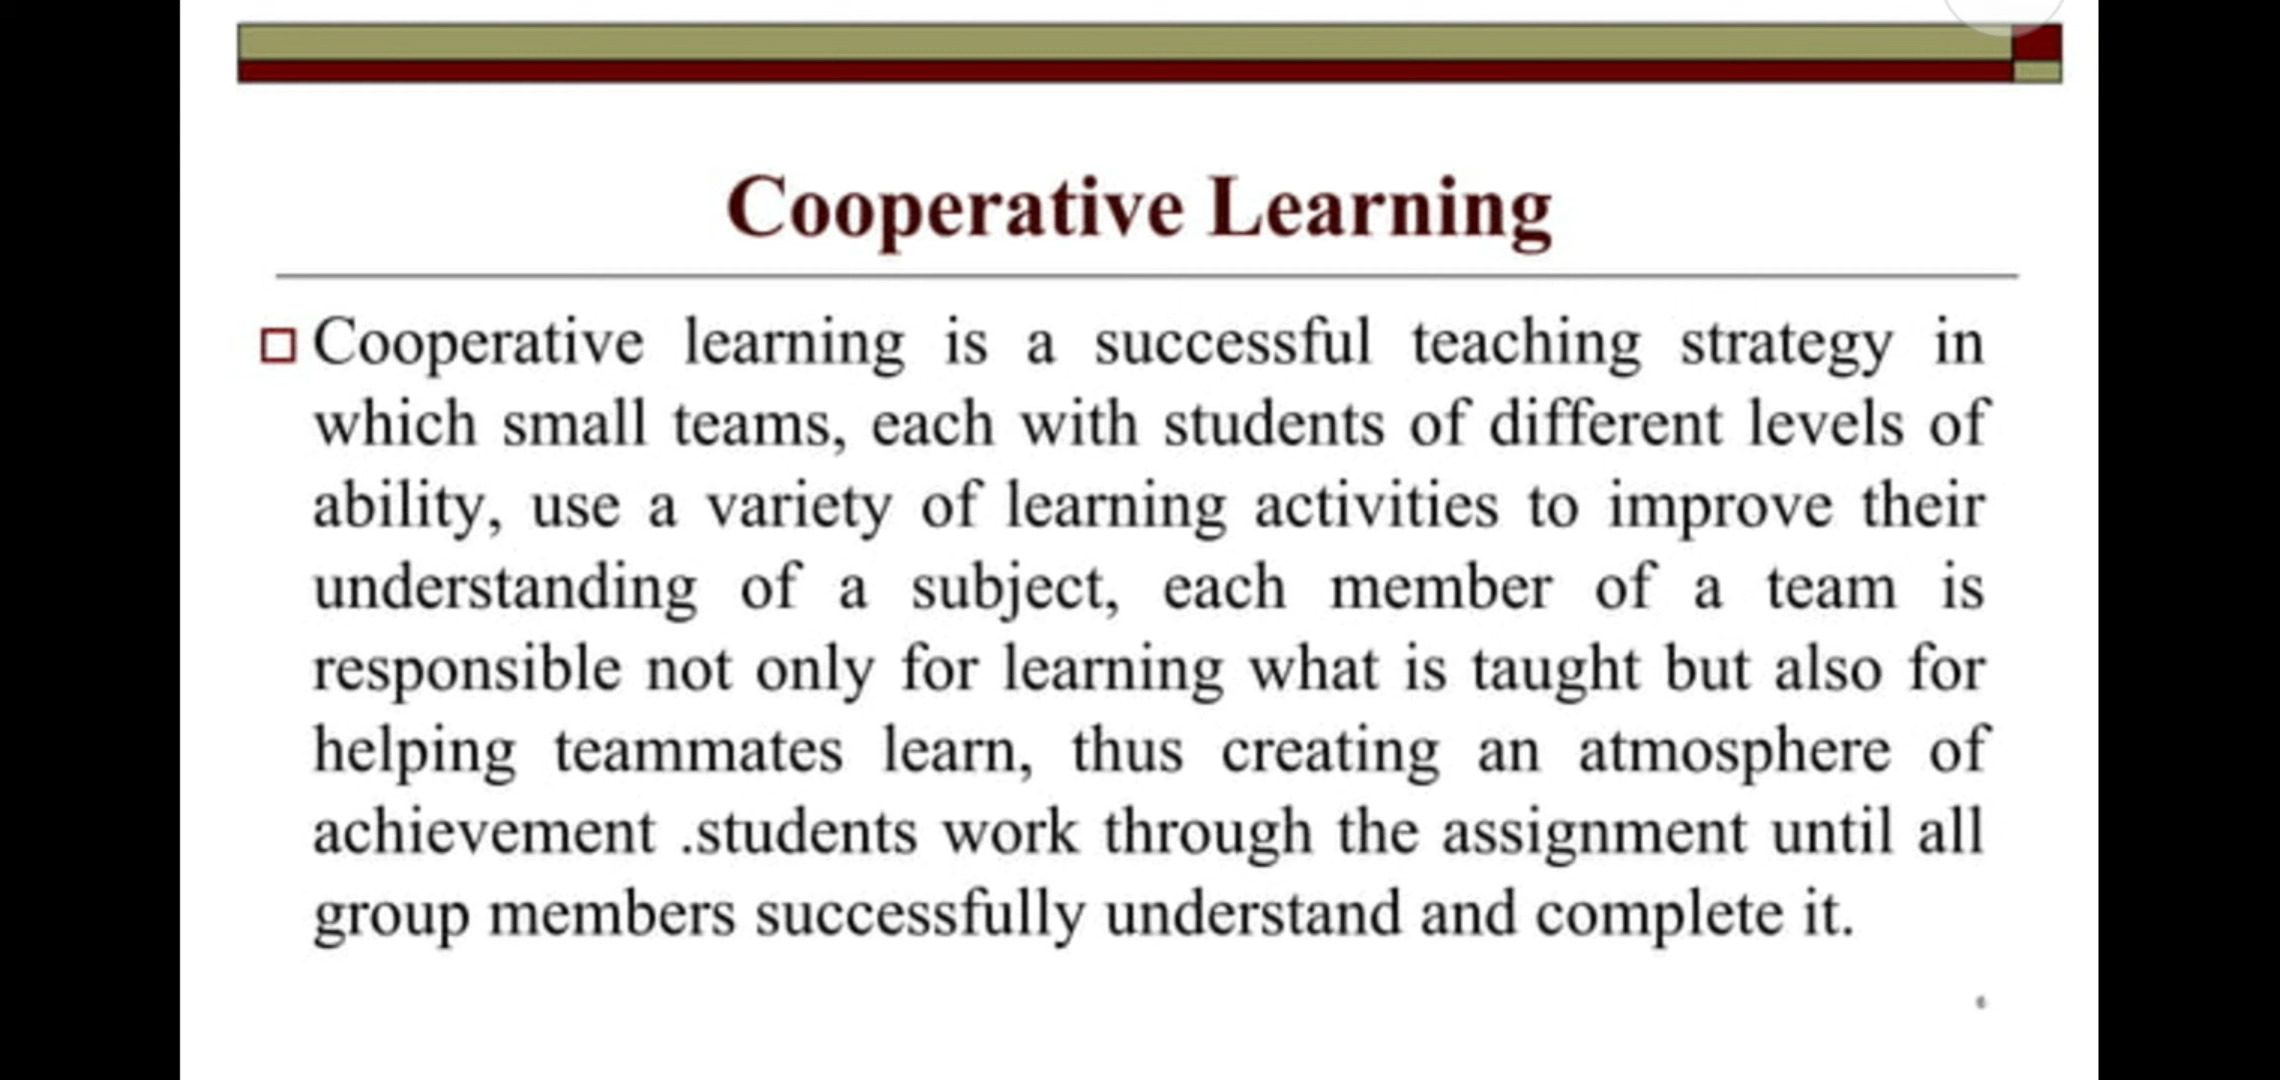 Cooperative Learning
Cooperative learning is a successful teaching strategy in
which small teams, each with students of different levels of
ability, use a variety of learning activities to improve their
understanding of a subject, each member of a team is
responsible not only for learning what is taught but also for
helping teammates learn, thus creating an atmosphere of
achievement .students work through the assignment until all
group members successfully understand and complete it.